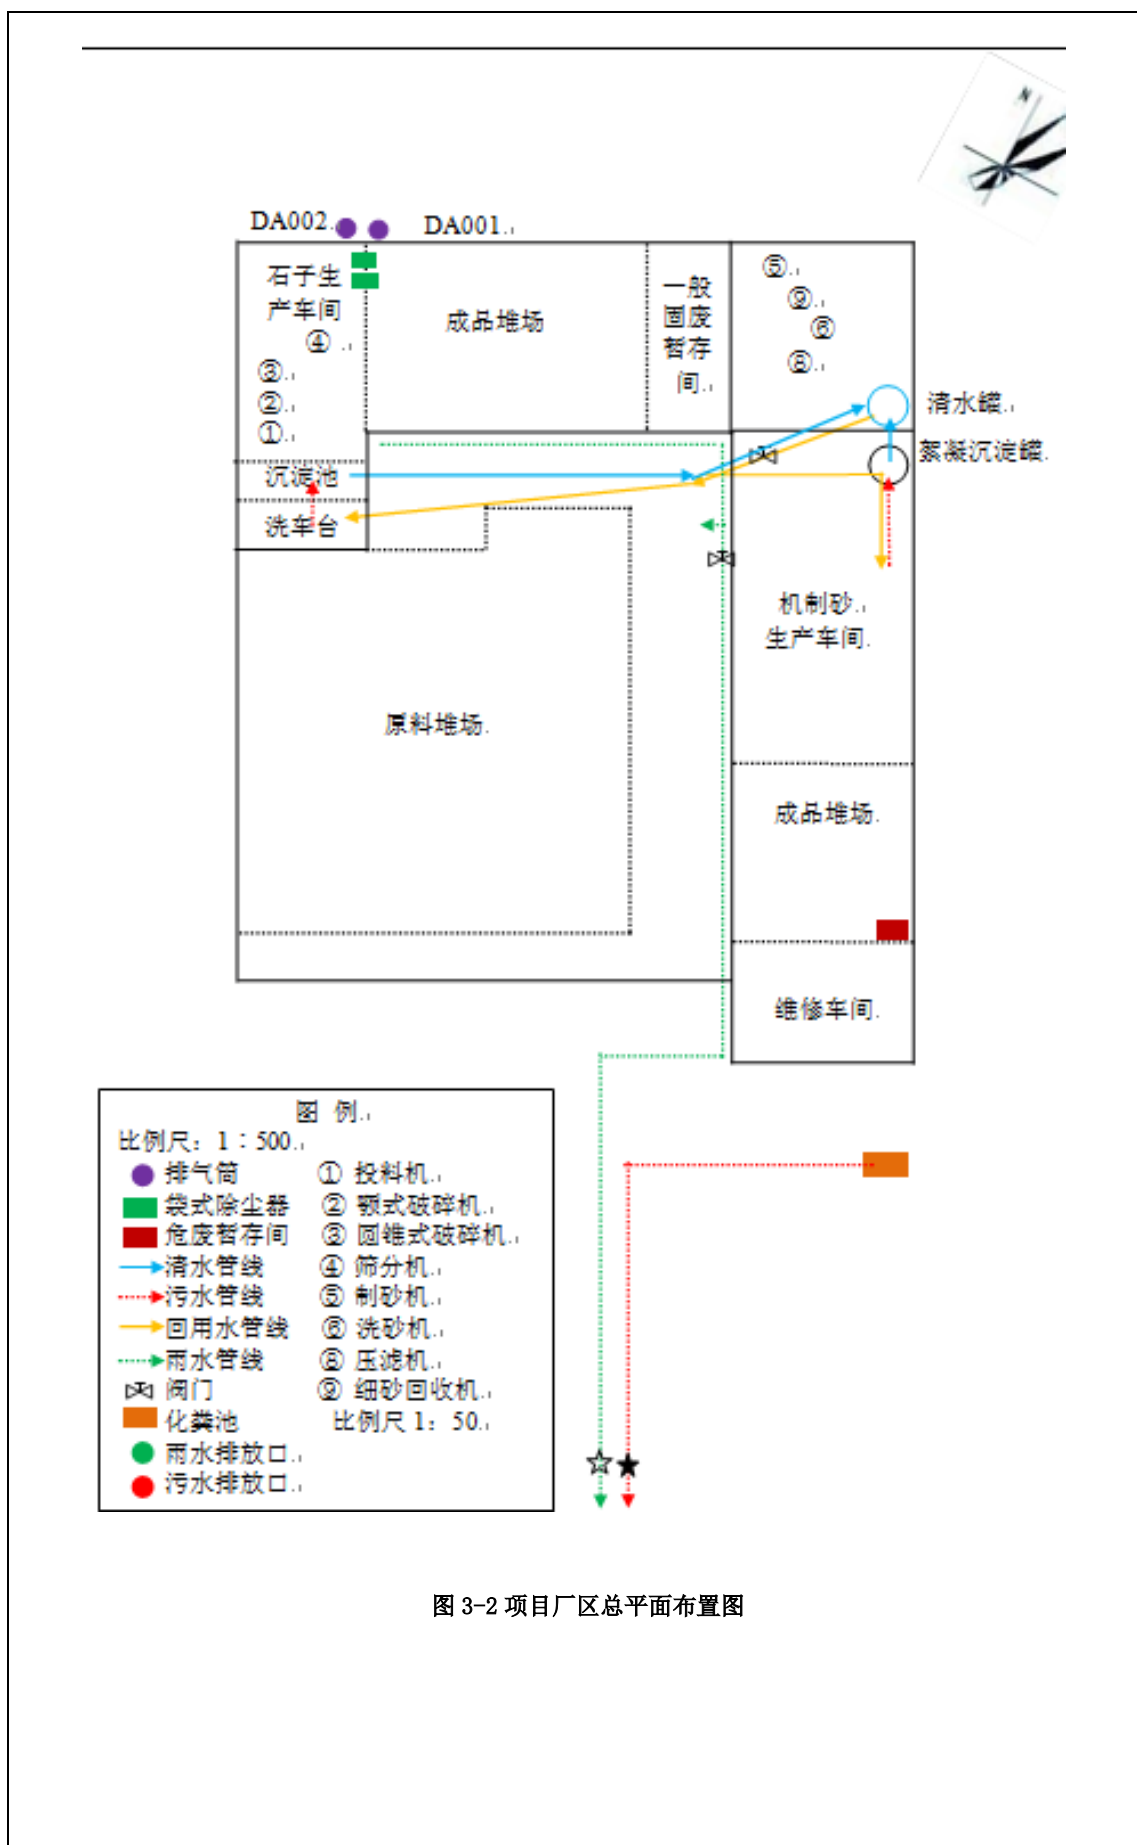 N
DA002
DA001
石子生
产车间
④
③
②
①
成品堆场
一般
固废
暂存
间
⑤
⑨
⑥
⑧
清水罐
絮凝沉淀罐
沉淀池
洗车台
机制砂
生产车间
原料堆场
成品堆场
维修车间
图 例
比例尺：1：500
排气筒 ① 投料机
袋式除尘器 ② 颚式破碎机
危废暂存间 ③ 圆锥式破碎机
清水管线 ④ 筛分机
污水管线 ⑤ 制砂机
回用水管线 ⑥ 洗砂机
雨水管线 ⑧ 压滤机
阀门 ⑨ 细砂回收机
化粪池 比例尺 1：50
雨水排放口
污水排放口
图 3-2 项目厂区总平面布置图